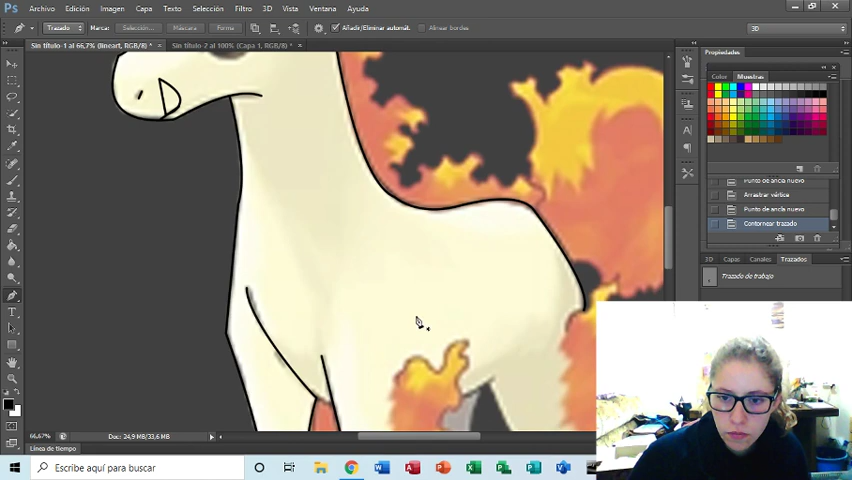 Ps Archivo Edición Imagen Capa Texto Selección Filtro 3D Vista Ventana Ayuda
Trazado Marca: Selección... Máscara Forma Añadir/Eliminar automát. Alinear bordes 3D
Sin título-1 al 66,7% (lineart, RGB/8) * × Sin título-2 al 100% (Capa 1, RGB/8) * ×
Propiedades
Color Muestras
Punto de ancla nuevo
Arrastrar vértice
Punto de ancla nuevo
Contornear trazado
3D Capas Canales Trazados
Trazado de trabajo
66,67% Doc: 24,9 MB/33,6 MB
Línea de tiempo
Escribe aquí para buscar